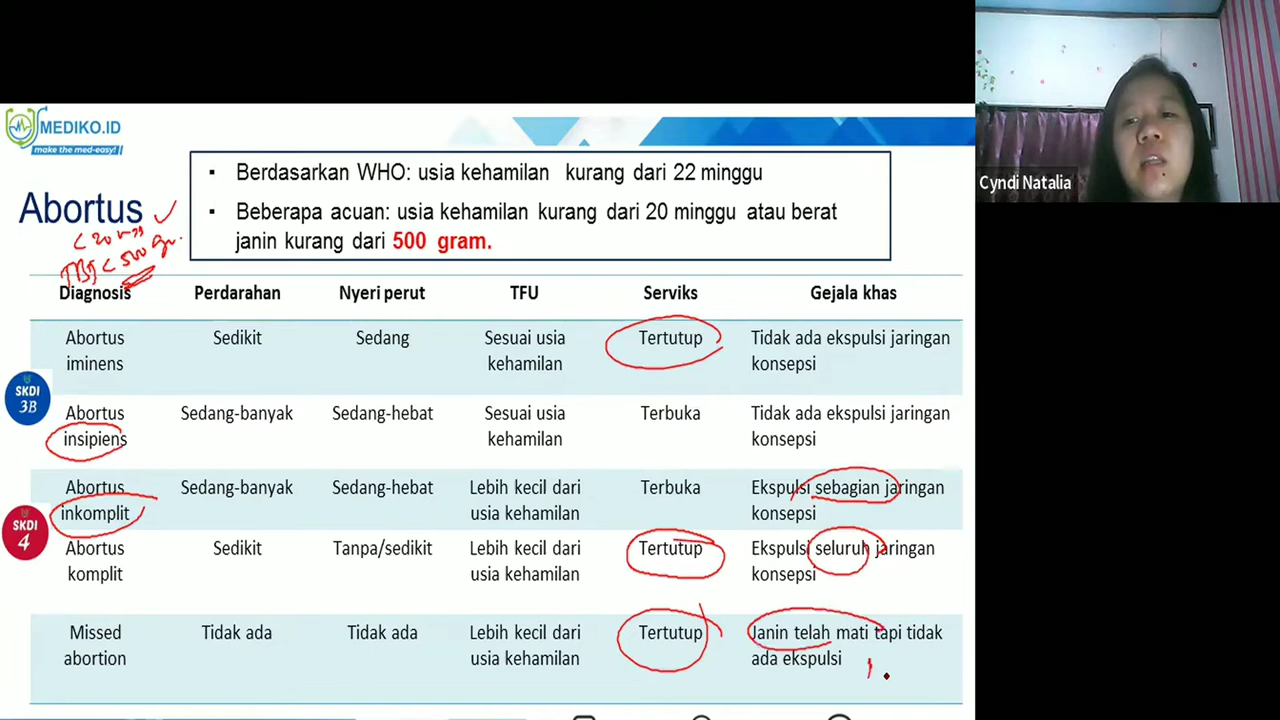 MEDIKO.ID
make the med-easy!
Cyndi Natalia
Abortus
▪ Berdasarkan WHO: usia kehamilan kurang dari 22 minggu
▪ Beberapa acuan: usia kehamilan kurang dari 20 minggu atau berat
janin kurang dari 500 gram.
Diagnosis Perdarahan Nyeri perut TFU Serviks Gejala khas
Abortus iminens Sedikit Sedang Sesuai usia kehamilan Tertutup Tidak ada ekspulsi jaringan konsepsi
SKDI
3B
Abortus insipiens Sedang-banyak Sedang-hebat Sesuai usia kehamilan Terbuka Tidak ada ekspulsi jaringan konsepsi
Abortus inkomplit Sedang-banyak Sedang-hebat Lebih kecil dari usia kehamilan Terbuka Ekspulsi sebagian jaringan konsepsi
SKDI
4
Abortus komplit Sedikit Tanpa/sedikit Lebih kecil dari usia kehamilan Tertutup Ekspulsi seluruh jaringan konsepsi
Missed abortion Tidak ada Tidak ada Lebih kecil dari usia kehamilan Tertutup Janin telah mati tapi tidak ada ekspulsi